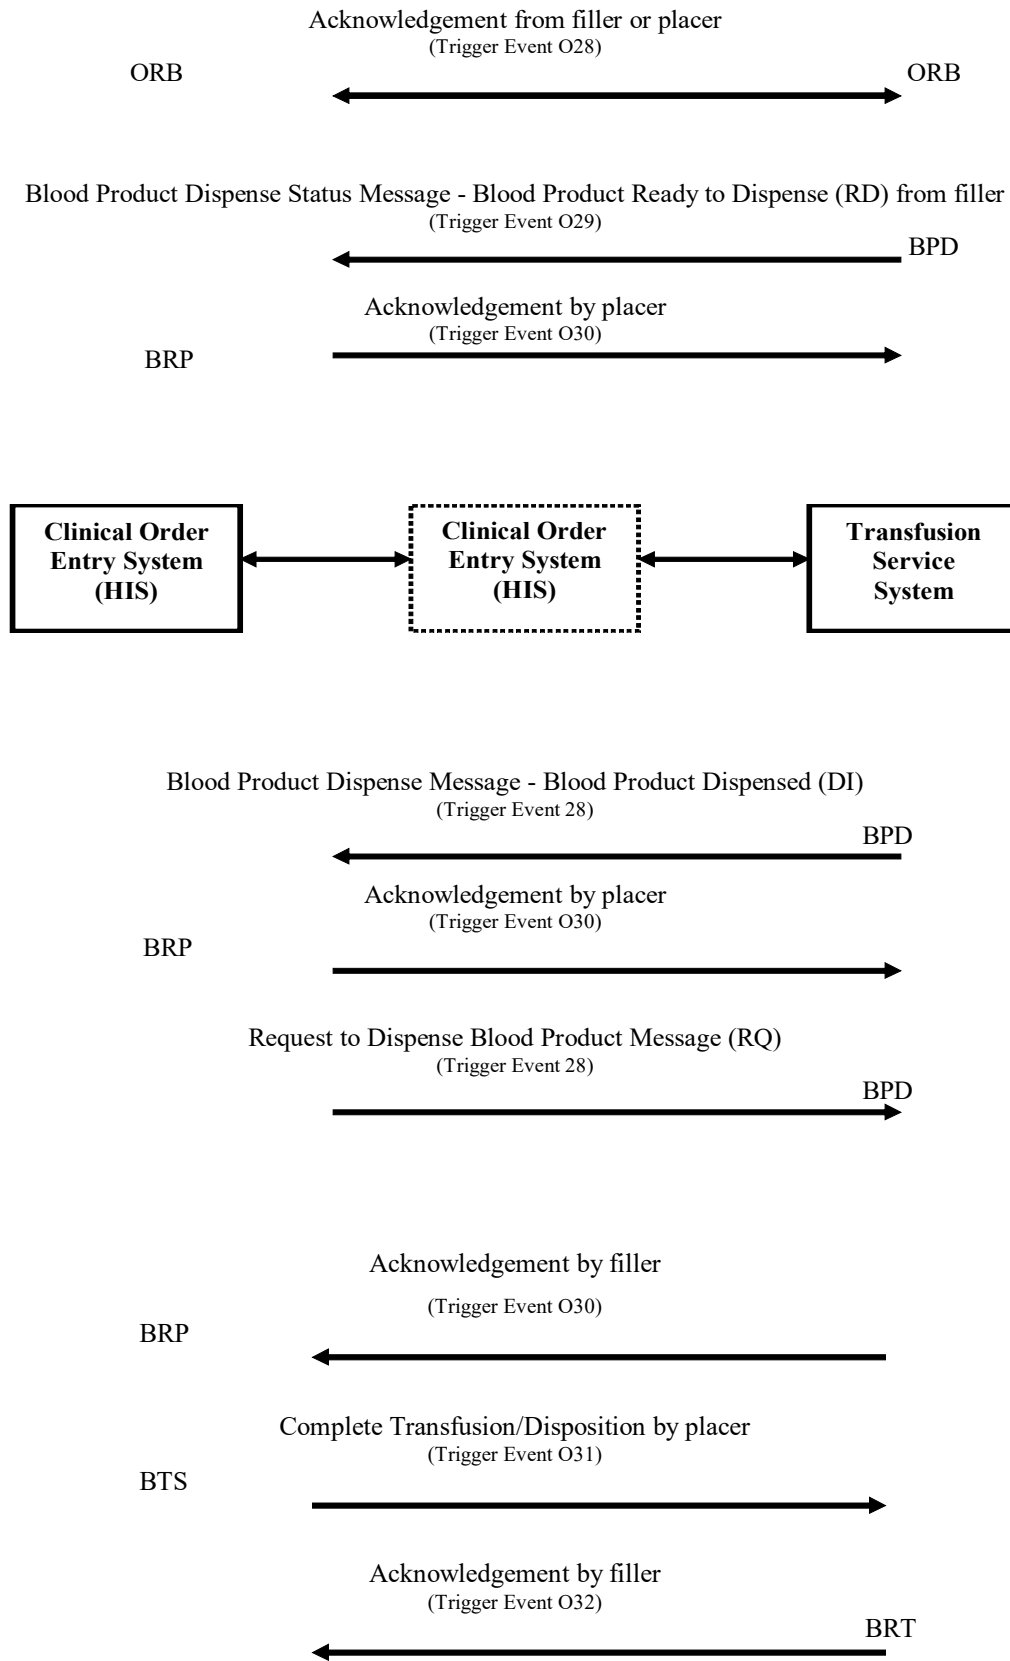 Acknowledgement from filler or placer
(Trigger Event O28)
ORB
ORB
Blood Product Dispense Status Message - Blood Product Ready to Dispense (RD) from filler
(Trigger Event O29)
BPD
Acknowledgement by placer
(Trigger Event O30)
BRP
Clinical Order
Entry System
(HIS)
Clinical Order
Entry System
(HIS)
Transfusion
Service
System
Blood Product Dispense Message - Blood Product Dispensed (DI)
(Trigger Event 28)
BPD
Acknowledgement by placer
(Trigger Event O30)
BRP
Request to Dispense Blood Product Message (RQ)
(Trigger Event 28)
BPD
Acknowledgement by filler
(Trigger Event O30)
BRP
Complete Transfusion/Disposition by placer
(Trigger Event O31)
BTS
Acknowledgement by filler
(Trigger Event O32)
BRT